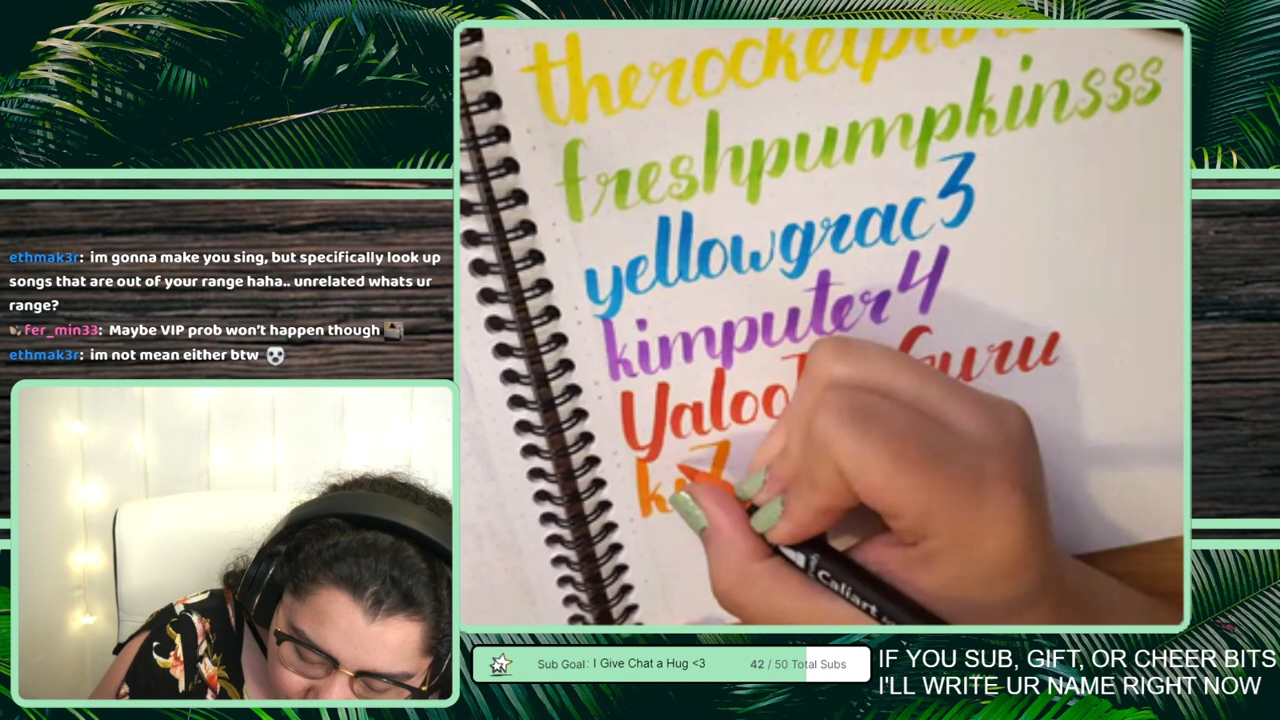 ethmak3r: im gonna make you sing, but specifically look up
songs that are out of your range haha.. unrelated whats ur
range?
fer_min33: Maybe VIP prob won't happen though
ethmak3r: im not mean either btw
freshpumpkinsss
yellowgrac3
kimputer4
Caliart
Sub Goal: I Give Chat a Hug <3 42 / 50 Total Subs
IF YOU SUB, GIFT, OR CHEER BITS
I'LL WRITE UR NAME RIGHT NOW